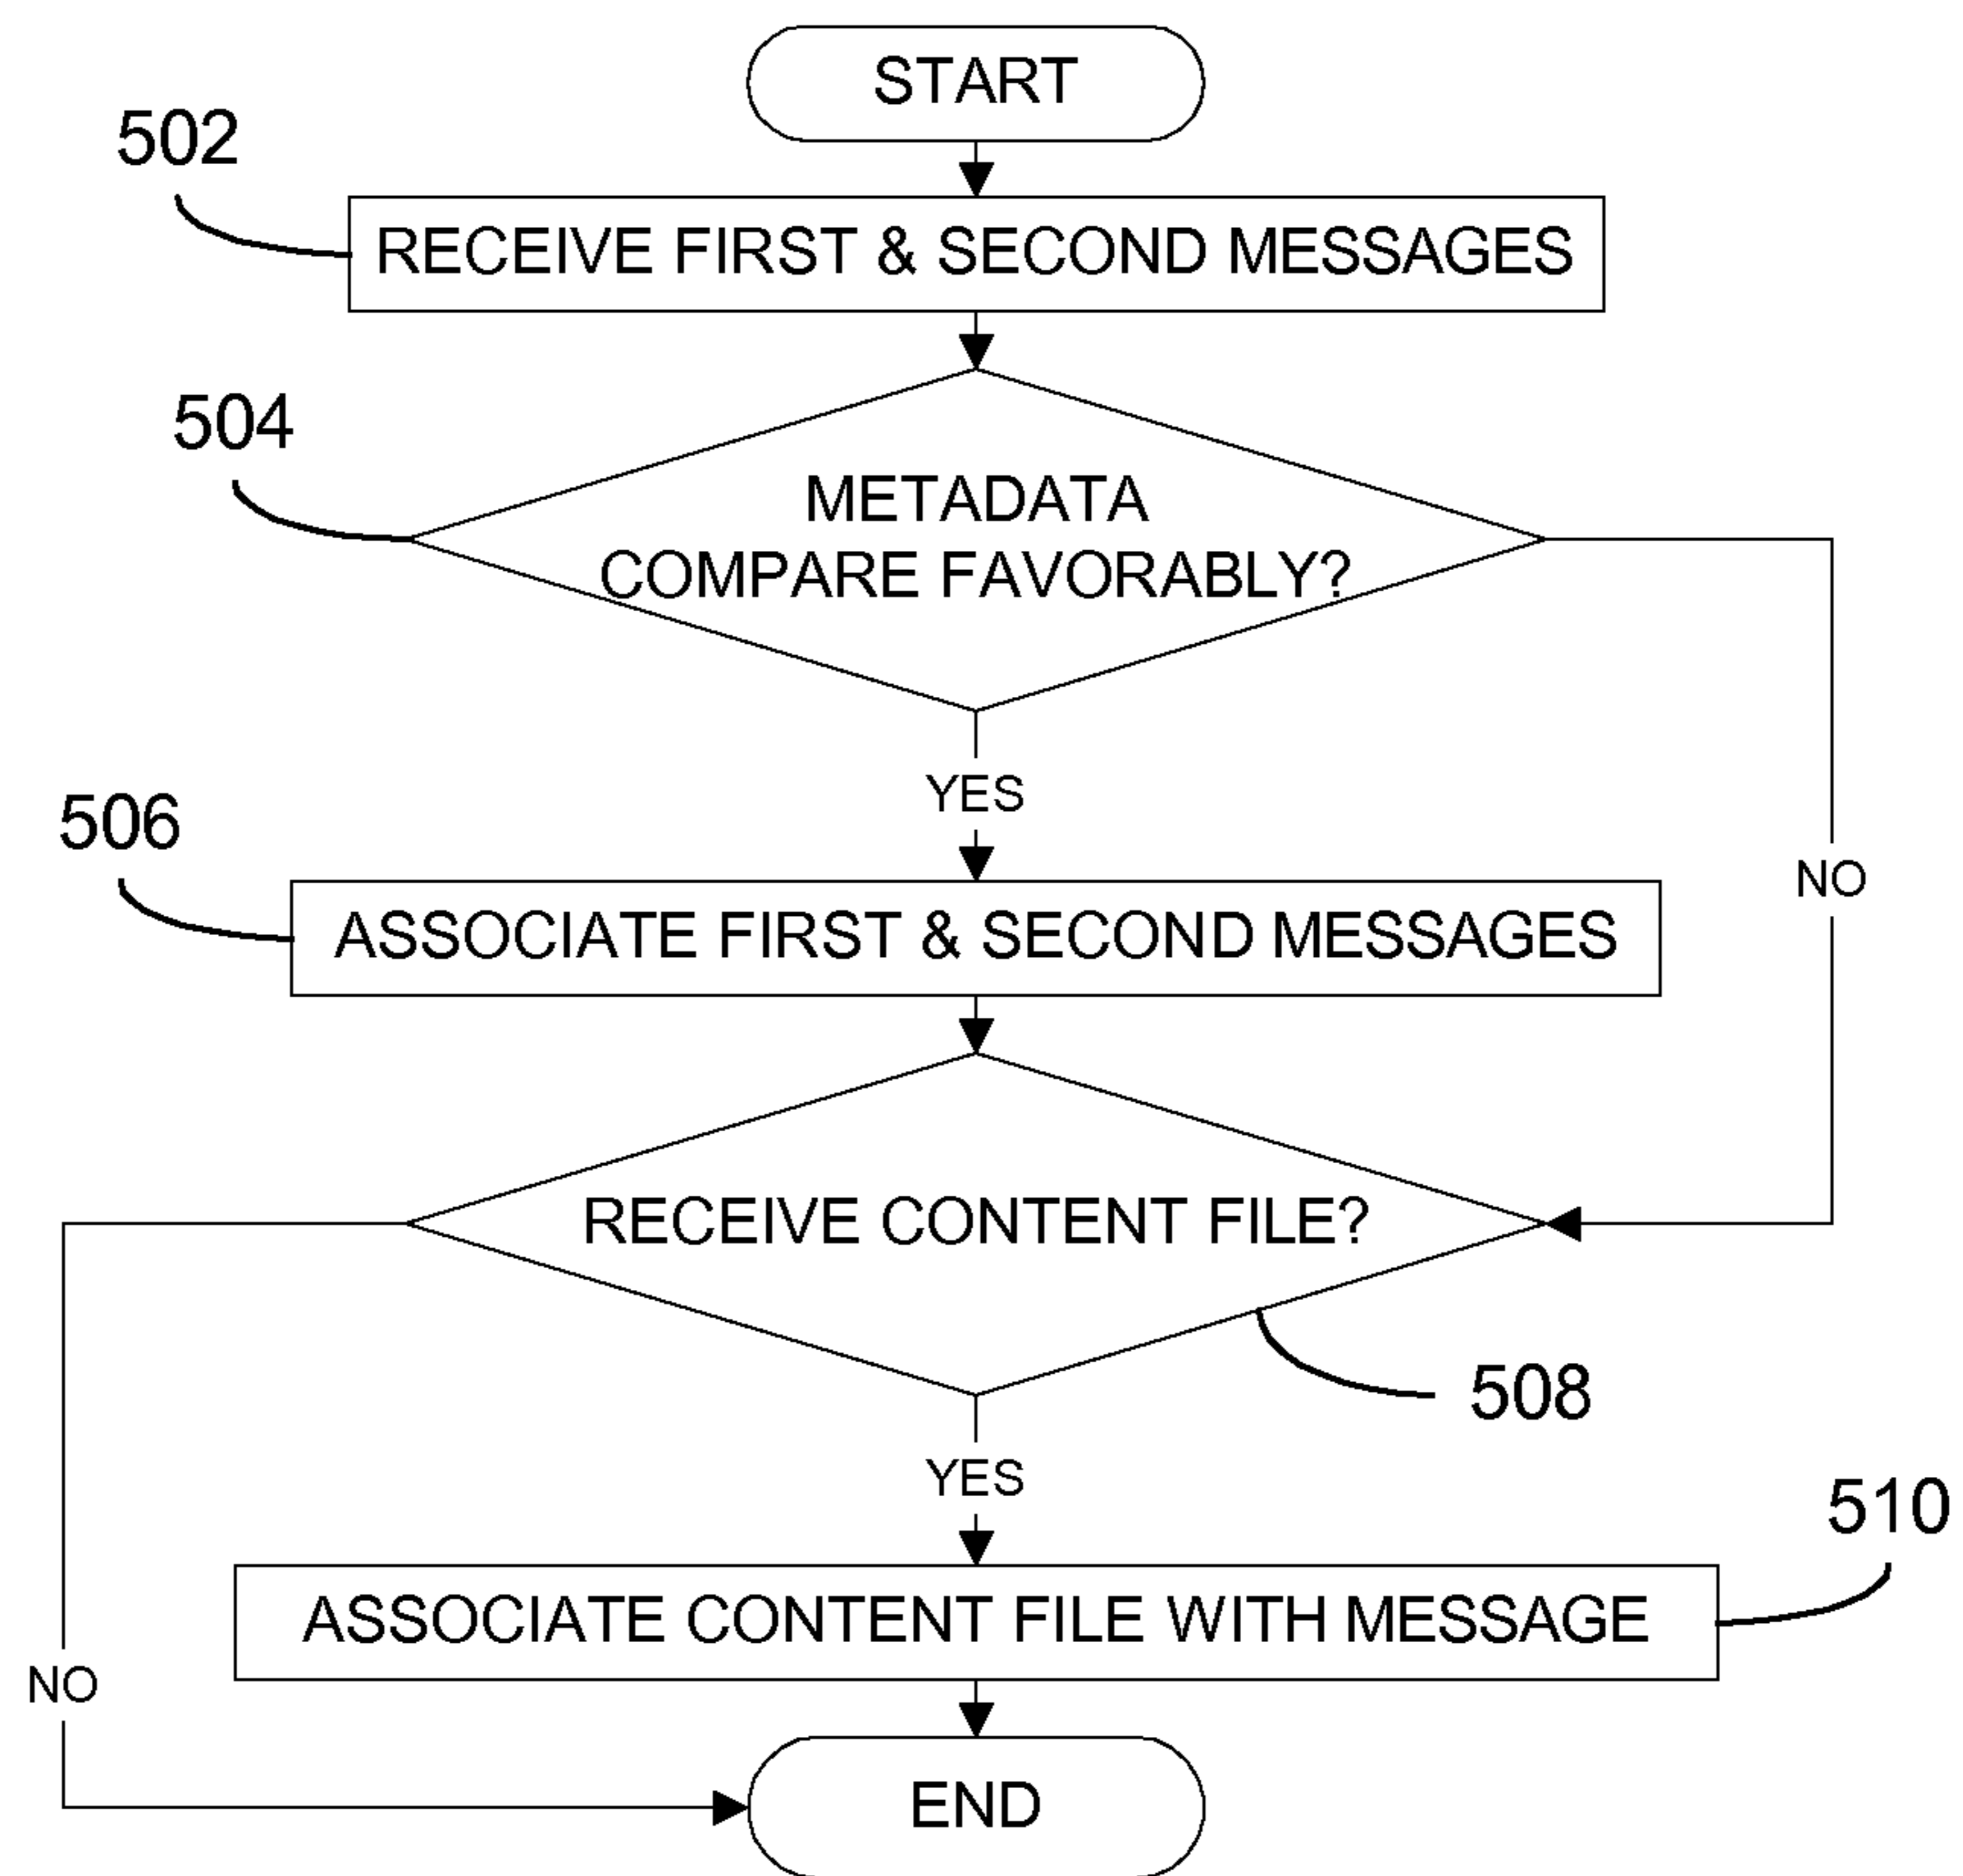 START
502
RECEIVE FIRST & SECOND MESSAGES
504
METADATA
COMPARE FAVORABLY?
YES
506
NO
ASSOCIATE FIRST & SECOND MESSAGES
RECEIVE CONTENT FILE?
508
YES
510
ASSOCIATE CONTENT FILE WITH MESSAGE
NO
END